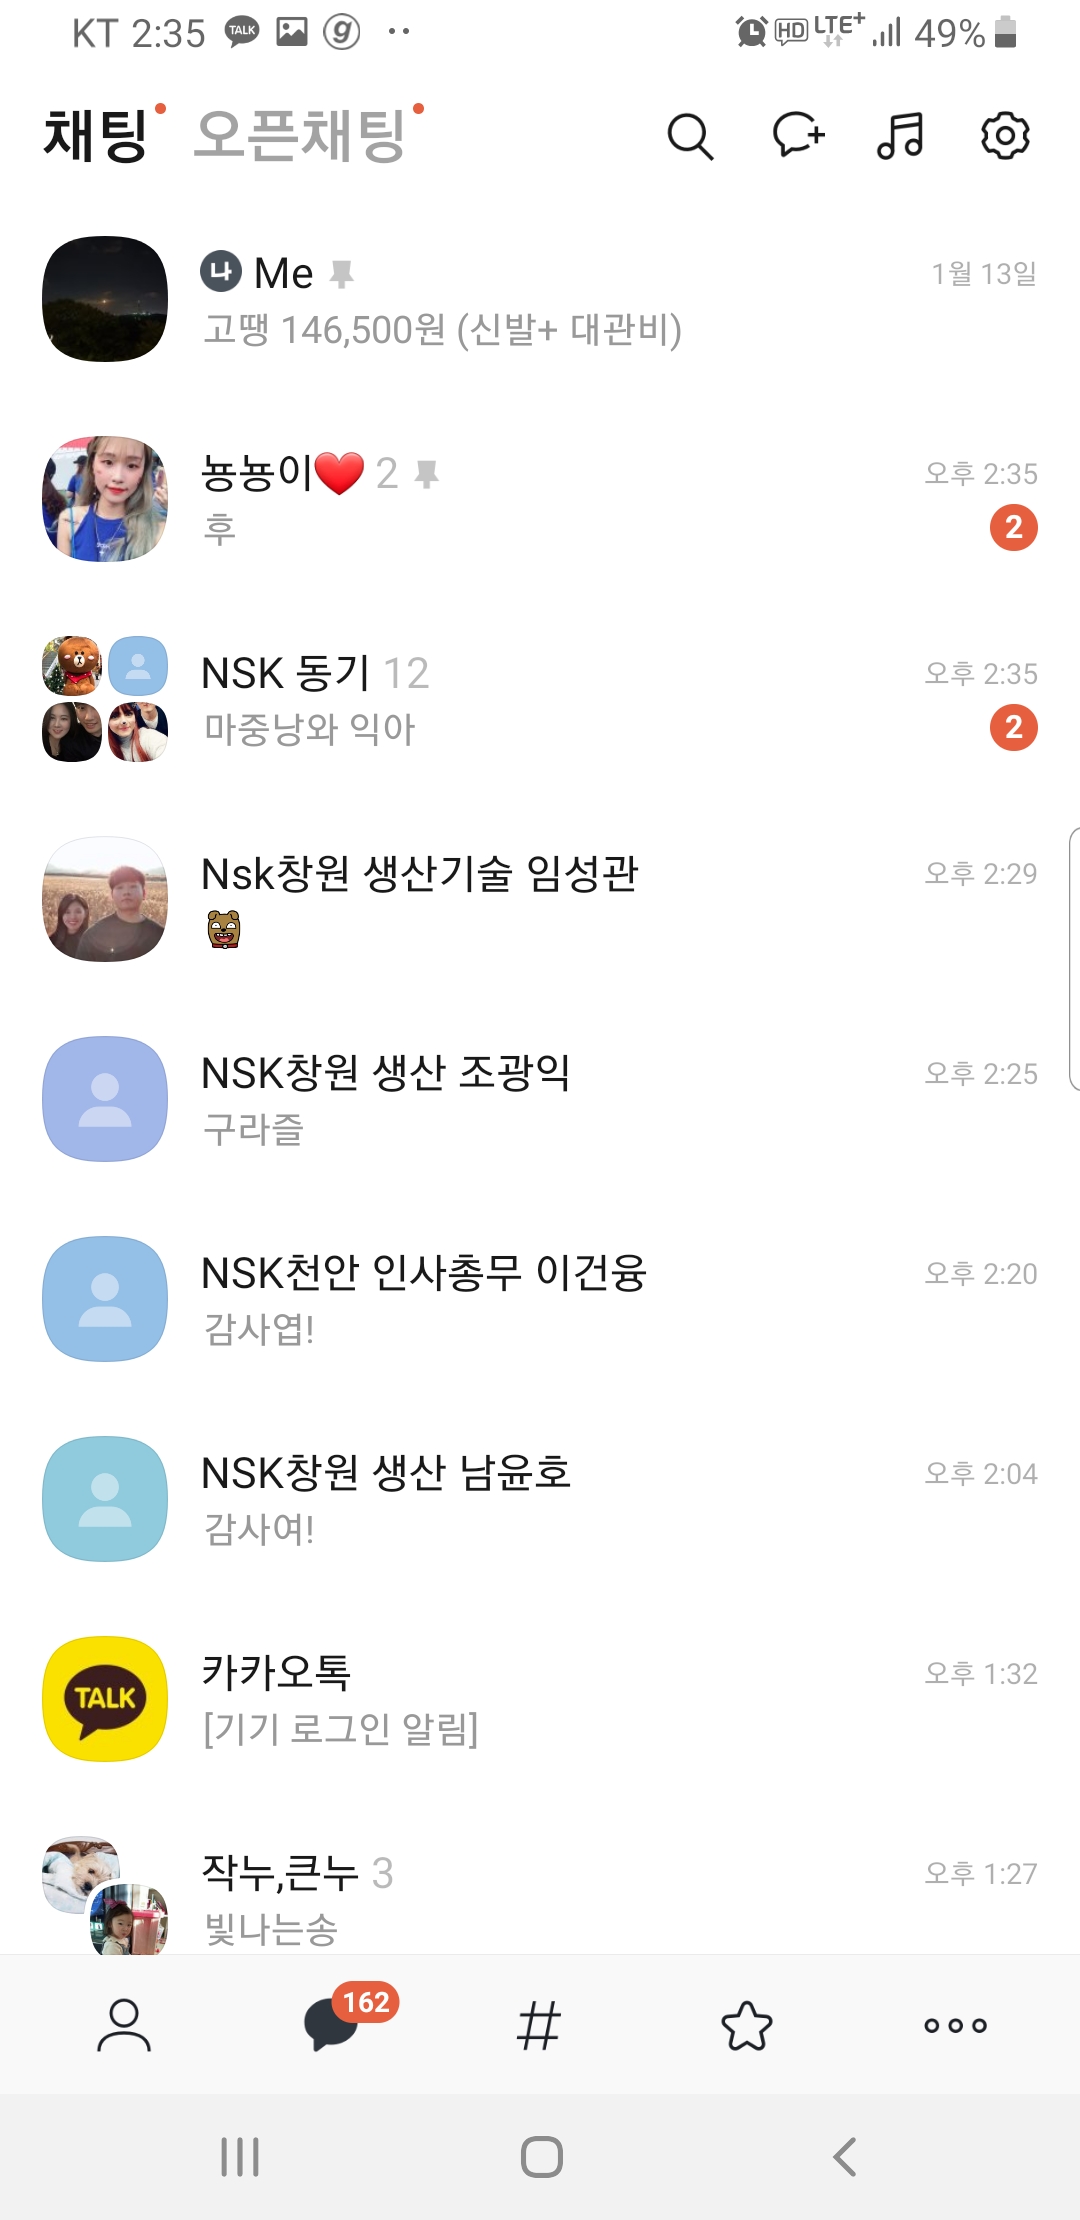 KT 2:35 TALK g HD LTE+ 49%
채팅 오픈채팅
나 Me 1월 13일
고땡 146,500원 (신발+ 대관비)
뇽뇽이❤️ 2 오후 2:35
후 2
NSK 동기 12 오후 2:35
마중낭와 익아 2
Nsk창원 생산기술 임성관 오후 2:29
NSK창원 생산 조광익 오후 2:25
구라즐
NSK천안 인사총무 이건융 오후 2:20
감사엽!
NSK창원 생산 남윤호 오후 2:04
감사여!
TALK 카카오톡 오후 1:32
[기기 로그인 알림]
작누,큰누 3 오후 1:27
빛나는송
162
#